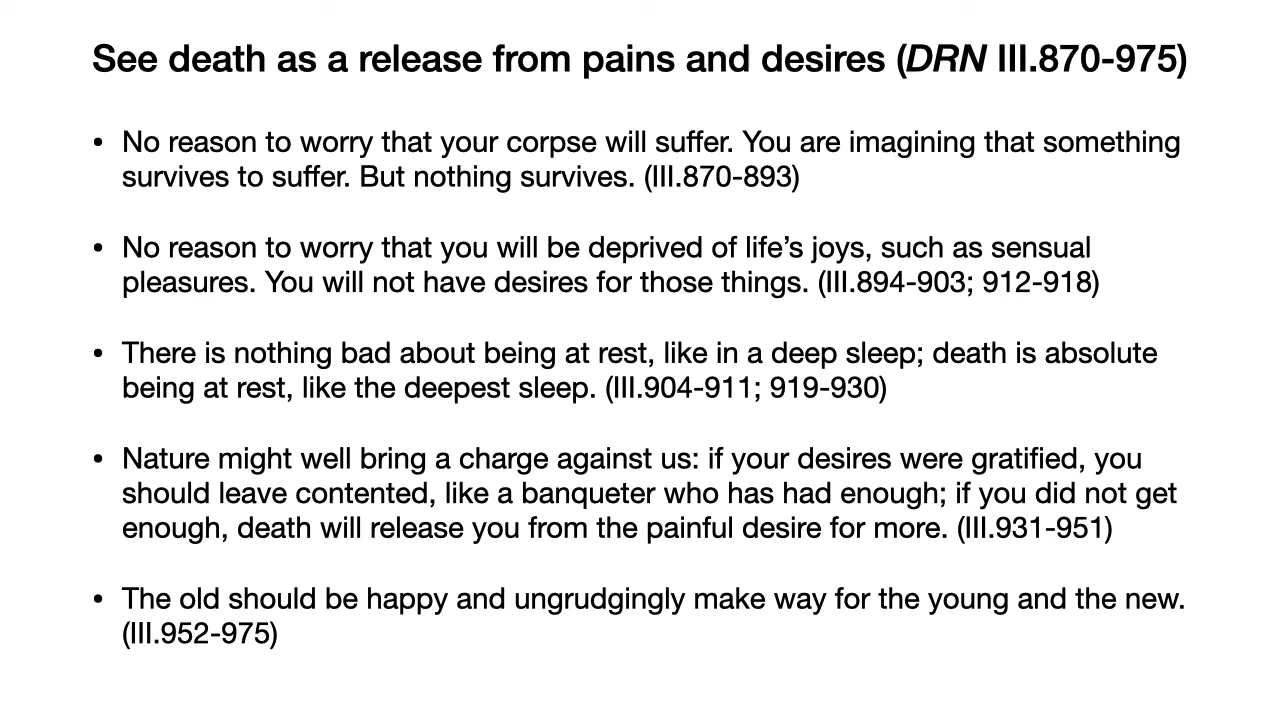 See death as a release from pains and desires (DRN III.870-975)
• No reason to worry that your corpse will suffer. You are imagining that something
survives to suffer. But nothing survives. (III.870-893)
• No reason to worry that you will be deprived of life’s joys, such as sensual
pleasures. You will not have desires for those things. (III.894-903; 912-918)
• There is nothing bad about being at rest, like in a deep sleep; death is absolute
being at rest, like the deepest sleep. (III.904-911; 919-930)
• Nature might well bring a charge against us: if your desires were gratified, you
should leave contented, like a banqueter who has had enough; if you did not get
enough, death will release you from the painful desire for more. (III.931-951)
• The old should be happy and ungrudgingly make way for the young and the new.
(III.952-975)